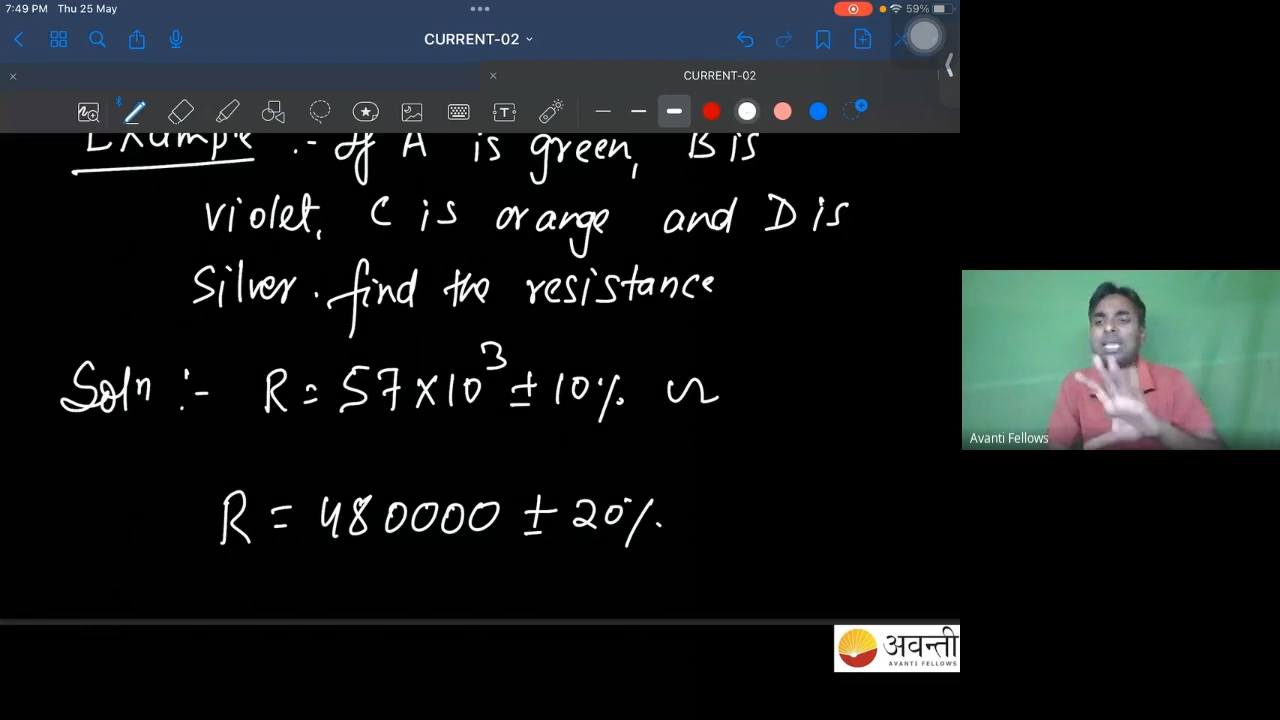 7:49 PM Thu 25 May
59%
CURRENT-02
CURRENT-02
Example :- If A is green, B is
violet, C is orange and D is
Silver. find the resistance
Soln :- R = 57 × 10³ ± 10% Ω
R = 480000 ± 20%
Avanti Fellows
अवन्ती
AVANTI FELLOWS